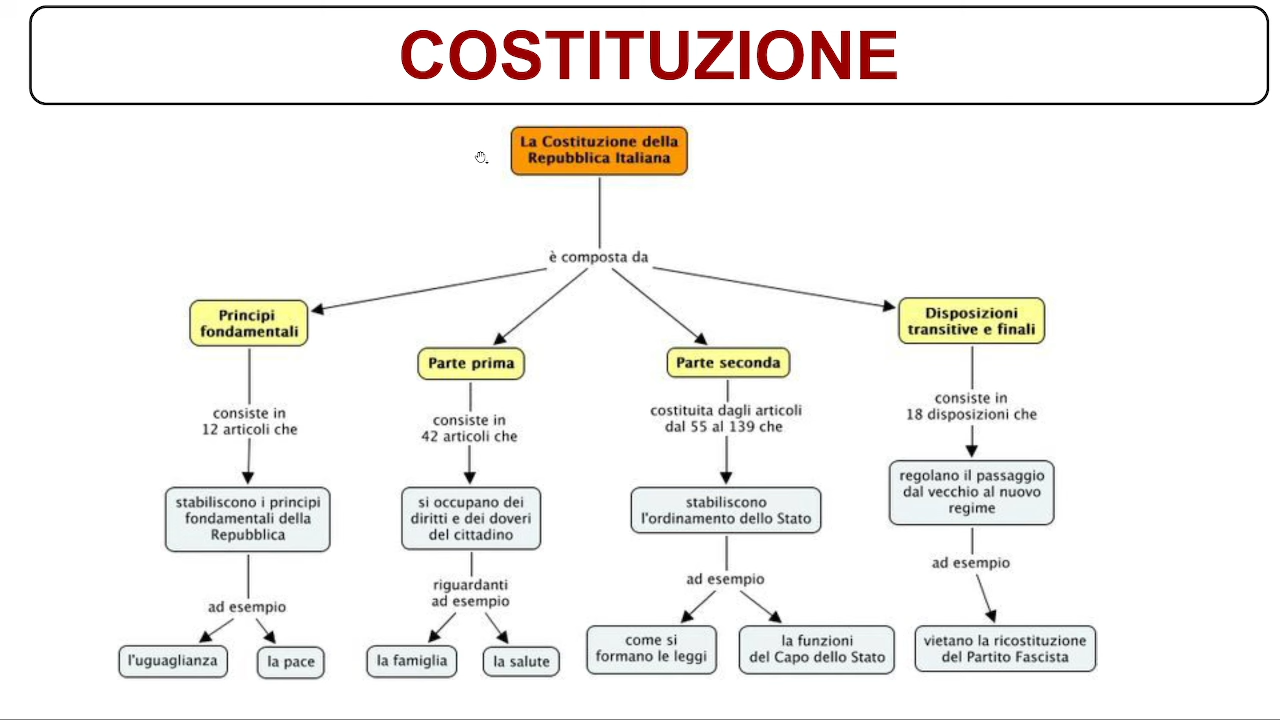 COSTITUZIONE
La Costituzione della
Repubblica Italiana
è composta da
Principi
fondamentali
Parte prima
Parte seconda
Disposizioni
transitive e finali
consiste in
12 articoli che
consiste in
42 articoli che
costituita dagli articoli
dal 55 al 139 che
consiste in
18 disposizioni che
stabiliscono i principi
fondamentali della
Repubblica
si occupano dei
diritti e dei doveri
del cittadino
stabiliscono
l'ordinamento dello Stato
regolano il passaggio
dal vecchio al nuovo
regime
ad esempio
riguardanti
ad esempio
ad esempio
ad esempio
l'uguaglianza
la pace
la famiglia
la salute
come si
formano le leggi
la funzioni
del Capo dello Stato
vietano la ricostituzione
del Partito Fascista